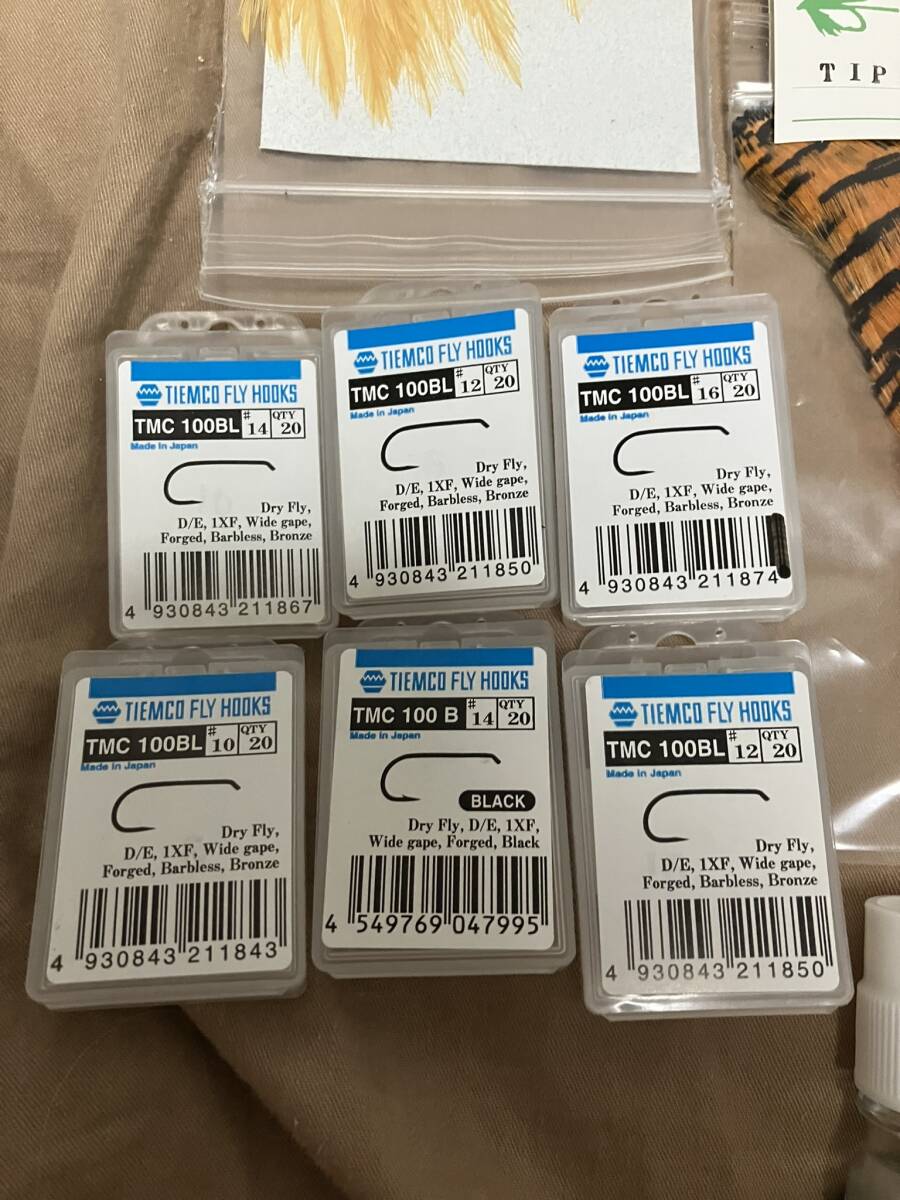 TIP
TIEMCO FLY HOOKS
TMC 100BL # 14 QTY 20
Made in Japan
Dry Fly,
D/E, 1XF, Wide gape,
Forged, Barbless, Bronze
4 930843 211867
TIEMCO FLY HOOKS
TMC 100BL # 12 QTY 20
Made in Japan
Dry Fly,
D/E, 1XF, Wide gape,
Forged, Barbless, Bronze
4 930843 211850
TIEMCO FLY HOOKS
TMC 100BL # 16 QTY 20
Made in Japan
Dry Fly,
D/E, 1XF, Wide gape,
Forged, Barbless, Bronze
4 930843 211874
TIEMCO FLY HOOKS
TMC 100BL # 10 QTY 20
Made in Japan
Dry Fly,
D/E, 1XF, Wide gape,
Forged, Barbless, Bronze
4 930843 211843
TIEMCO FLY HOOKS
TMC 100 B # 14 QTY 20
Made in Japan
BLACK
Dry Fly, D/E, 1XF,
Wide gape, Forged, Black
4 549769 047995
TIEMCO FLY HOOKS
TMC 100BL # 12 QTY 20
Made in Japan
Dry Fly,
D/E, 1XF, Wide gape,
Forged, Barbless, Bronze
4 930843 211850